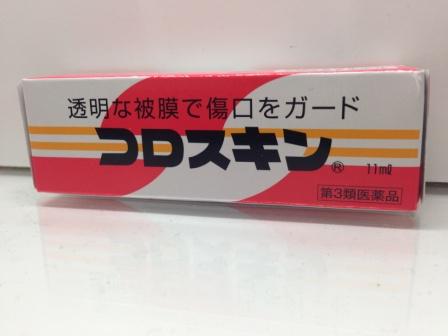 透明な被膜で傷口をガード
コロスキン® 11mℓ
第3類医薬品